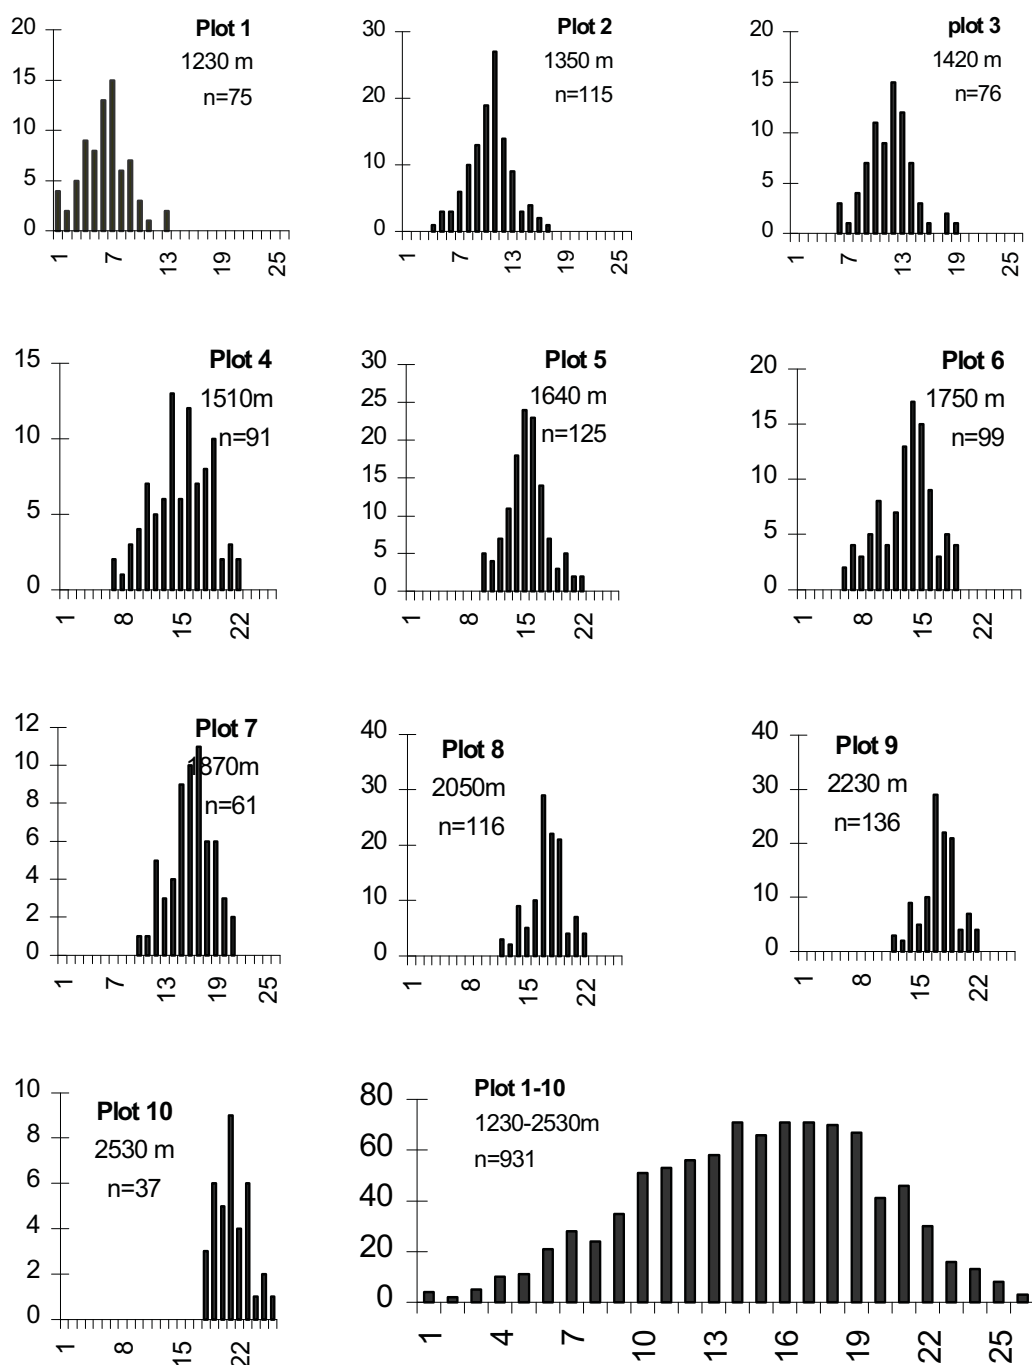 Plot 1
1230 m
n=75
20
15
10
5
0
1 7 13 19 25
Plot 2
1350 m
n=115
30
20
10
0
1 7 13 19 25
plot 3
1420 m
n=76
20
15
10
5
0
1 7 13 19 25
Plot 4
1510m
n=91
15
10
5
0
1 8 15 22
Plot 5
1640 m
n=125
30
25
20
15
10
5
0
1 8 15 22
Plot 6
1750 m
n=99
20
15
10
5
0
1 8 15 22
Plot 7
1870m
n=61
12
10
8
6
4
2
0
1 7 13 19 25
Plot 8
2050m
n=116
40
30
20
10
0
1 8 15 22
Plot 9
2230 m
n=136
40
30
20
10
0
1 8 15 22
Plot 10
2530 m
n=37
10
8
6
4
2
0
1 8 15 22
Plot 1-10
1230-2530m
n=931
80
60
40
20
0
1 4 7 10 13 16 19 22 25